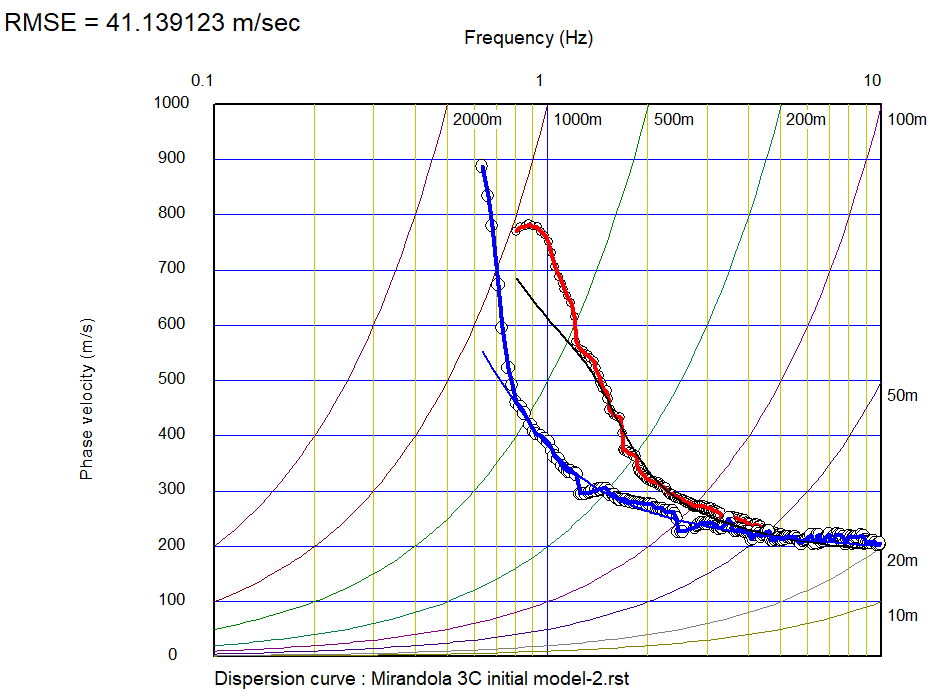 RMSE = 41.139123 m/sec
Frequency (Hz)
0.1 1 10
1000 2000m 1000m 500m 200m 100m
900
800
700
600
500
50m
400
300
200
20m
100
10m
0
Phase velocity (m/s)
Dispersion curve : Mirandola 3C initial model-2.rst